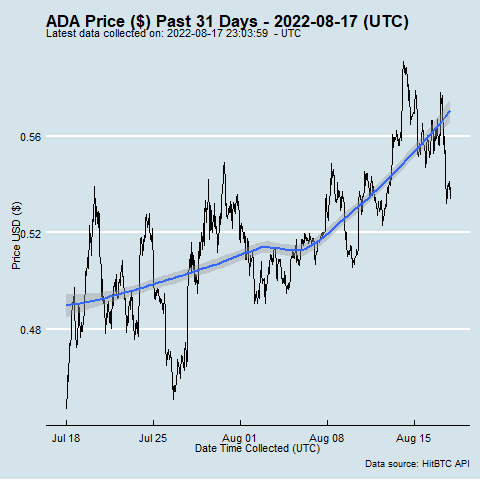 ADA Price ($) Past 31 Days - 2022-08-17 (UTC)
Latest data collected on: 2022-08-17 23:03:59 - UTC
Price USD ($)
0.56
0.52
0.48
Jul 18
Jul 25
Aug 01
Aug 08
Aug 15
Date Time Collected (UTC)
Data source: HitBTC API